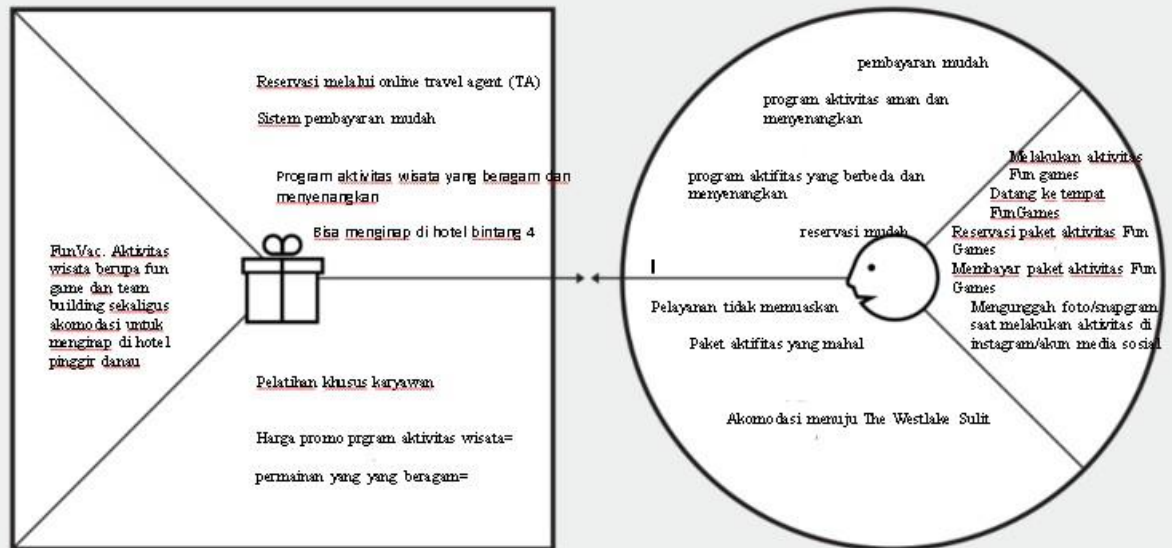 Reservasi melalui online travel agent (TA)
Sistem pembayaran mudah
Program aktivitas wisata yang beragam dan
menyenangkan
Bisa menginap di hotel bintang 4
FunVac. Aktivitas
wisata berupa fun
game dan team
building sekaligus
akomodasi untuk
menginap di hotel
pinggir danau
Pelatihan khusus karyawan
Harga promo prgram aktivitas wisata=
permainan yang yang beragam=
pembayaran mudah
program aktivitas aman dan
menyenangkan
program aktifitas yang berbeda dan
menyenangkan
reservasi mudah
I
Pelayanan tidak memuaskan
Paket aktifitas yang mahal
Akomodasi menuju The Westlake Sulit
Melakukan aktivitas
Fun games
Datang ke tempat
FunGames
Reservasi paket aktivitas Fun
Games
Membayar paket aktivitas Fun
Games
Mengunggah foto/snapgram
saat melakukan aktivitas di
instagram/akun media sosial